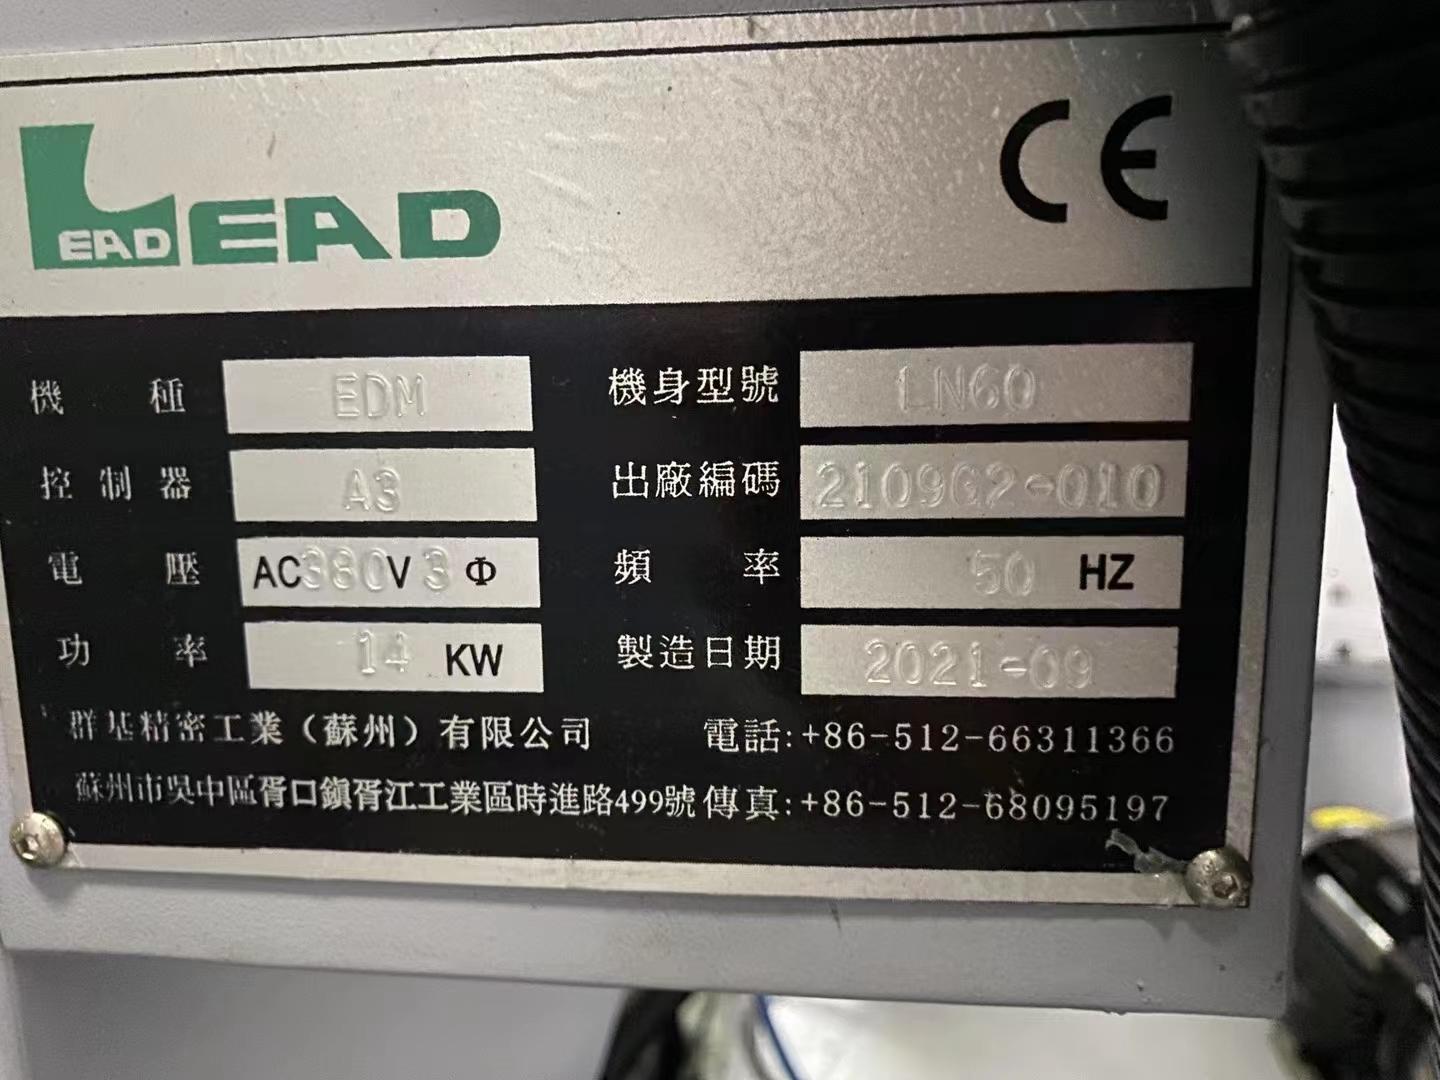 LEAD LEAD CE
機種 EDM 機身型號 LN60
控制器 A3 出廠編碼 2109G2-010
電壓 AC380V 3 Φ 頻率 50 HZ
功率 14 KW 製造日期 2021-09
群基精密工業（蘇州）有限公司 電話:+86-512-66311366
蘇州市吳中區胥口鎮胥江工業區時進路499號 傳真:+86-512-68095197